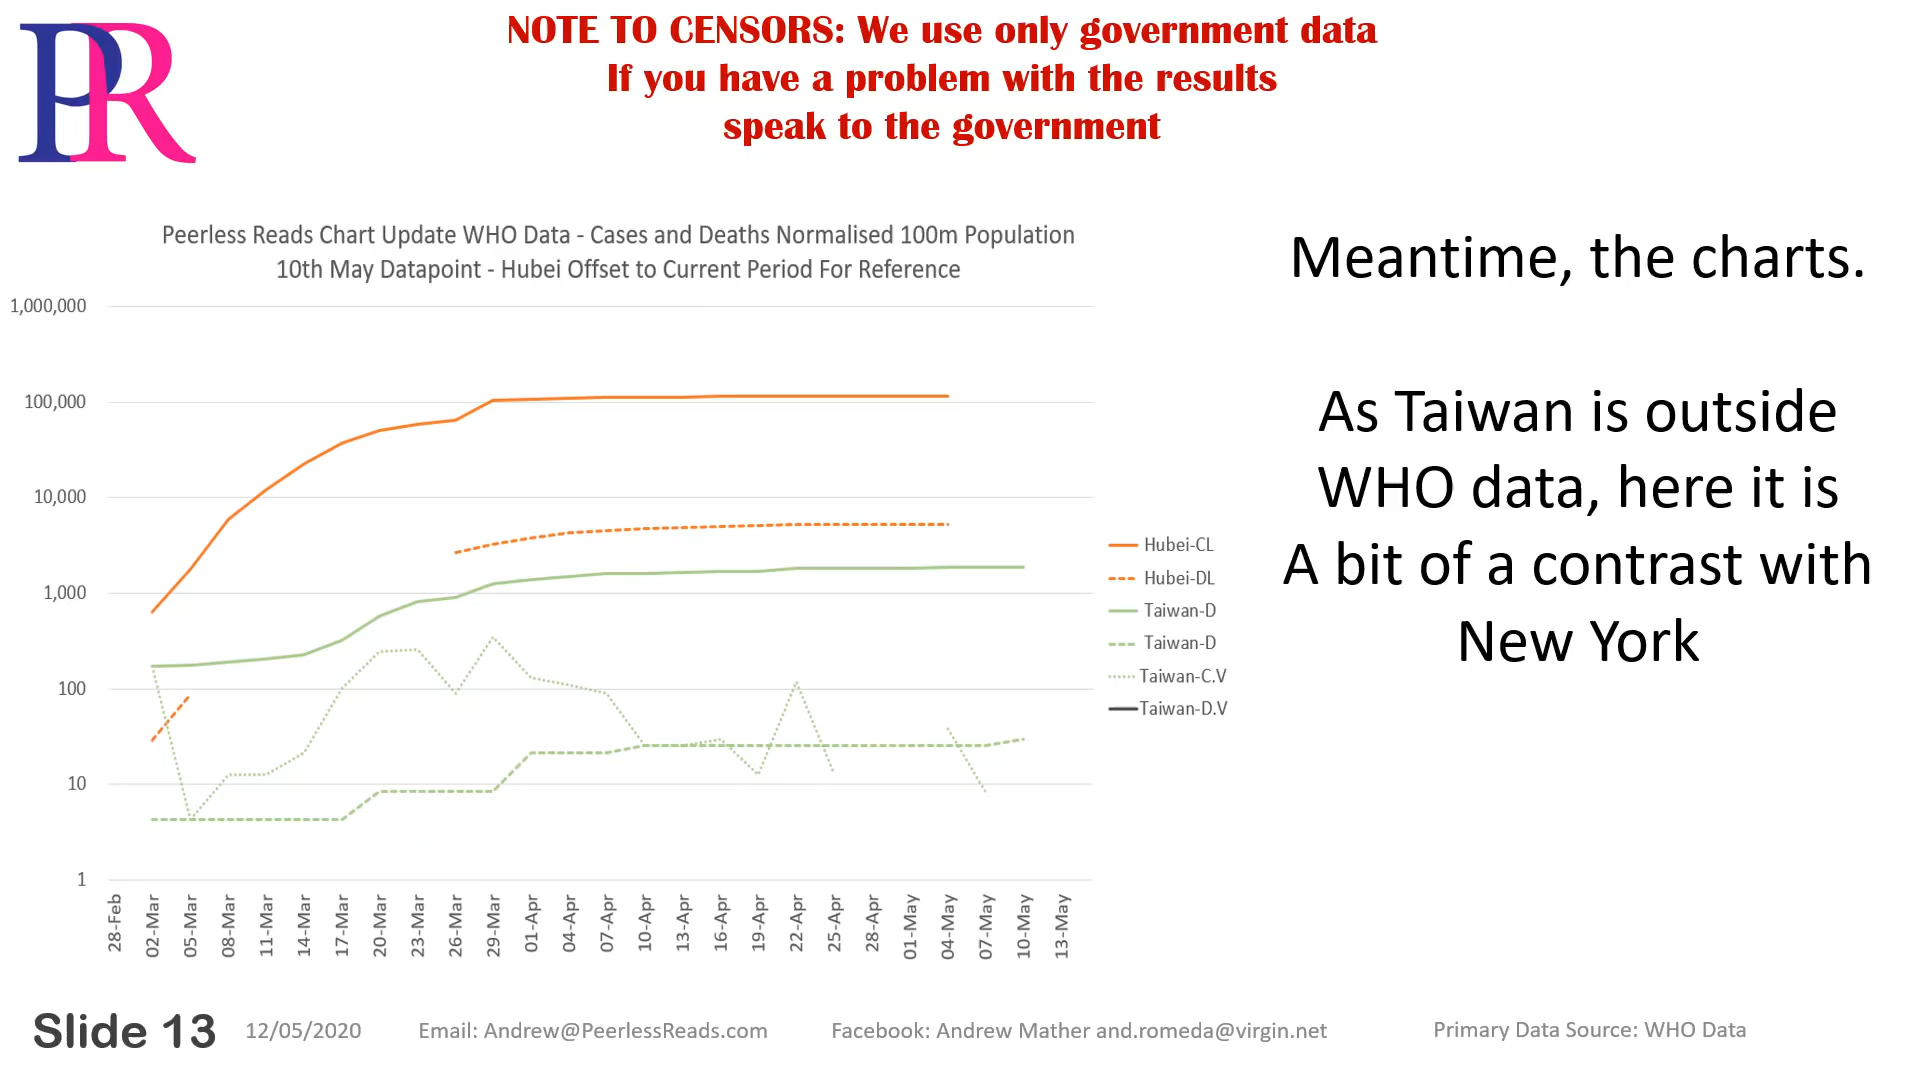 PR
NOTE TO CENSORS: We use only government data
If you have a problem with the results
speak to the government
Peerless Reads Chart Update WHO Data - Cases and Deaths Normalised 100m Population
10th May Datapoint - Hubei Offset to Current Period For Reference
1,000,000
100,000
10,000
1,000
100
10
1
28-Feb
02-Mar
05-Mar
08-Mar
11-Mar
14-Mar
17-Mar
20-Mar
23-Mar
26-Mar
29-Mar
01-Apr
04-Apr
07-Apr
10-Apr
13-Apr
16-Apr
19-Apr
22-Apr
25-Apr
28-Apr
01-May
04-May
07-May
10-May
13-May
Hubei-CL
Hubei-DL
Taiwan-D
Taiwan-D
Taiwan-C.V
Taiwan-D.V
Meantime, the charts.
As Taiwan is outside
WHO data, here it is
A bit of a contrast with
New York
Slide 13
12/05/2020
Email: Andrew@PeerlessReads.com
Facebook: Andrew Mather and.romeda@virgin.net
Primary Data Source: WHO Data